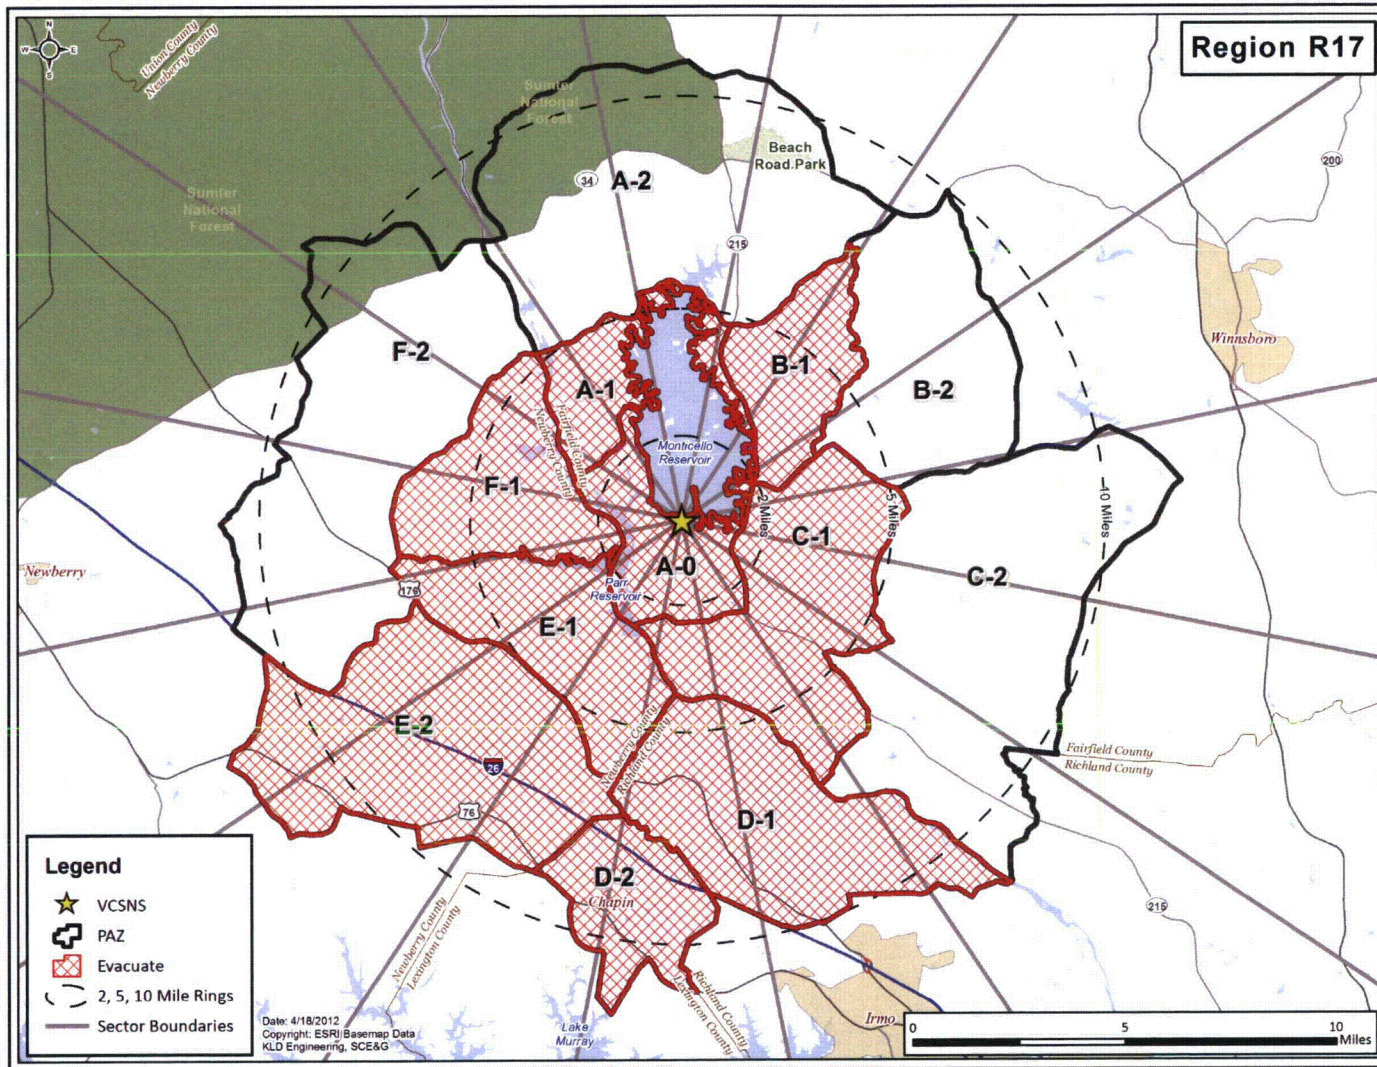 Region R17
N
W
E
S
Union County
Newberry County
Sumter
National
Forest
Sumter
National
Forest
Beach
Road Park
200
34
A-2
215
Winnsboro
F-2
A-1
B-1
B-2
Fairfield County
Newberry County
Monticello
Reservoir
F-1
2 Miles
5 Miles
10 Miles
C-1
A-0
C-2
Newberry
176
Parr
Reservoir
E-1
E-2
Newberry County
Richland County
Fairfield County
Richland County
26
76
D-1
D-2
Chapin
215
Newberry County
Lexington County
Richland County
Lexington County
Irmo
Lake
Murray
Legend
VCSNS
PAZ
Evacuate
2, 5, 10 Mile Rings
Sector Boundaries
Date: 4/18/2012
Copyright: ESRI Basemap Data
KLD Engineering, SCE&G
0 5 10
Miles